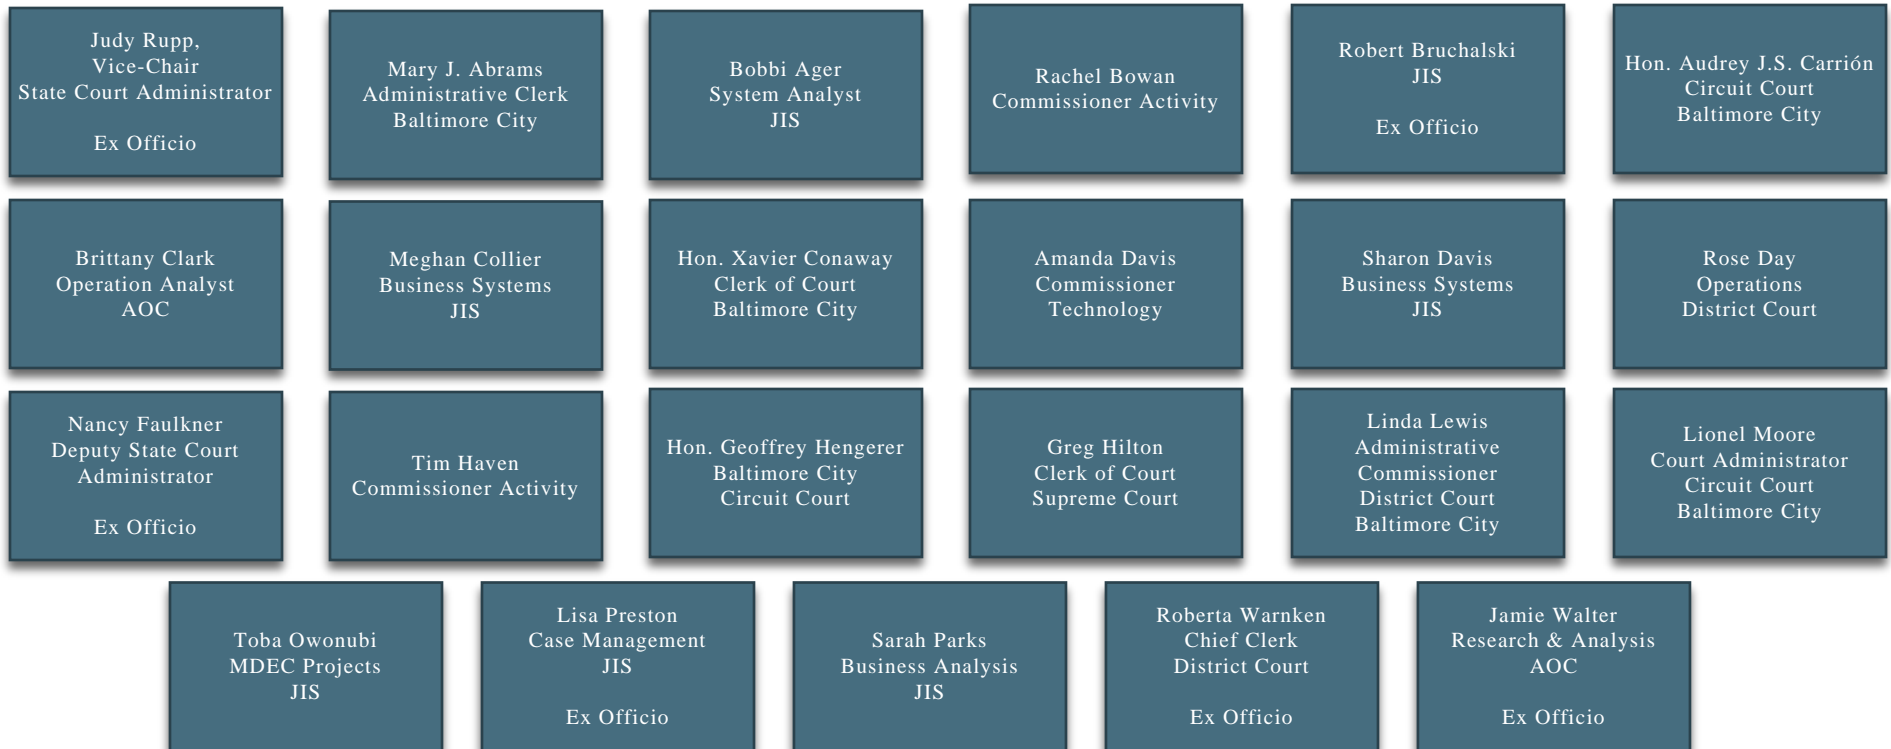 Judy Rupp,
Vice-Chair
State Court Administrator
Ex Officio
Mary J. Abrams
Administrative Clerk
Baltimore City
Bobbi Ager
System Analyst
JIS
Rachel Bowan
Commissioner Activity
Robert Bruchalski
JIS
Ex Officio
Hon. Audrey J.S. Carrión
Circuit Court
Baltimore City
Brittany Clark
Operation Analyst
AOC
Meghan Collier
Business Systems
JIS
Hon. Xavier Conaway
Clerk of Court
Baltimore City
Amanda Davis
Commissioner
Technology
Sharon Davis
Business Systems
JIS
Rose Day
Operations
District Court
Nancy Faulkner
Deputy State Court
Administrator
Ex Officio
Tim Haven
Commissioner Activity
Hon. Geoffrey Hengerer
Baltimore City
Circuit Court
Greg Hilton
Clerk of Court
Supreme Court
Linda Lewis
Administrative
Commissioner
District Court
Baltimore City
Lionel Moore
Court Administrator
Circuit Court
Baltimore City
Toba Owonubi
MDEC Projects
JIS
Lisa Preston
Case Management
JIS
Ex Officio
Sarah Parks
Business Analysis
JIS
Roberta Warnken
Chief Clerk
District Court
Ex Officio
Jamie Walter
Research & Analysis
AOC
Ex Officio